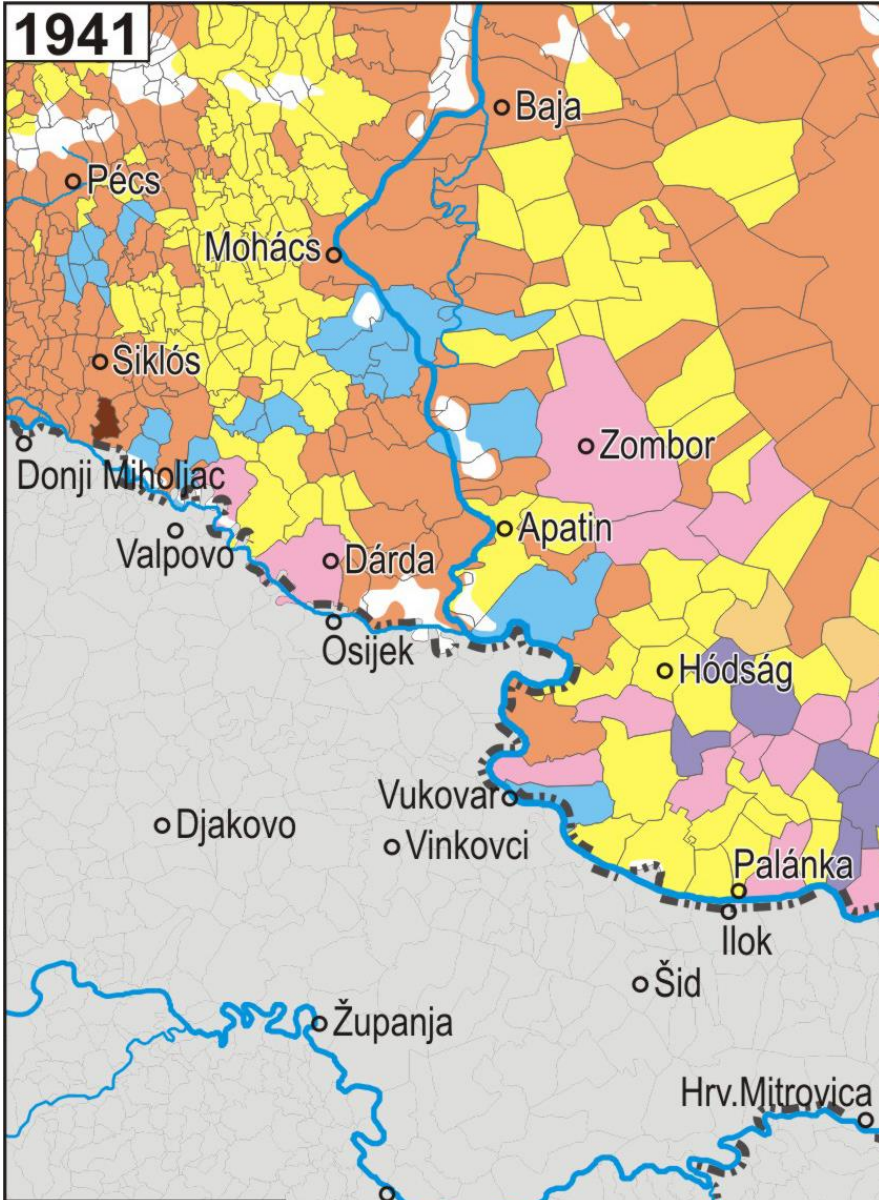 1941
Baja
Pécs
Mohács
Siklós
Zombor
Donji Miholjac
Apatin
Valpovo
Dárda
Osijek
Hódság
Vukovar
Djakovo
Vinkovci
Palánka
Ilok
Šid
Županja
Hrv.Mitrovica